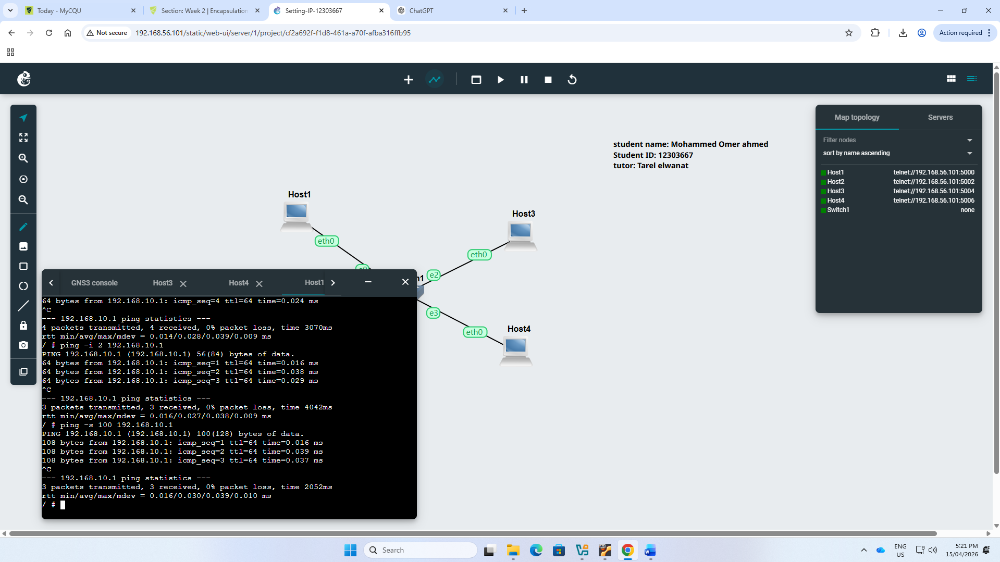 Today - MyCQU
Section: Week 2 | Encapsulation
Setting-IP-12303667
ChatGPT
Not secure
192.168.56.101/static/web-ui/server/1/project/cf2a692f-f1d8-461a-a70f-afba316ffb95
Action required
Map topology
Servers
Filter nodes
sort by name ascending
Host1 telnet://192.168.56.101:5000
Host2 telnet://192.168.56.101:5002
Host3 telnet://192.168.56.101:5004
Host4 telnet://192.168.56.101:5006
Switch1 none
student name: Mohammed Omer ahmed
Student ID: 12303667
tutor: Tarel elwanat
Host1
eth0
Host3
eth0
e2
e3
eth0
Host4
GNS3 console
Host3
Host4
Host1
64 bytes from 192.168.10.1: icmp_seq=4 ttl=64 time=0.024 ms
^C
--- 192.168.10.1 ping statistics ---
4 packets transmitted, 4 received, 0% packet loss, time 3070ms
rtt min/avg/max/mdev = 0.014/0.028/0.039/0.009 ms
/ # ping -i 2 192.168.10.1
PING 192.168.10.1 (192.168.10.1) 56(84) bytes of data.
64 bytes from 192.168.10.1: icmp_seq=1 ttl=64 time=0.016 ms
64 bytes from 192.168.10.1: icmp_seq=2 ttl=64 time=0.038 ms
64 bytes from 192.168.10.1: icmp_seq=3 ttl=64 time=0.029 ms
^C
--- 192.168.10.1 ping statistics ---
3 packets transmitted, 3 received, 0% packet loss, time 4042ms
rtt min/avg/max/mdev = 0.016/0.027/0.038/0.009 ms
/ # ping -s 100 192.168.10.1
PING 192.168.10.1 (192.168.10.1) 100(128) bytes of data.
108 bytes from 192.168.10.1: icmp_seq=1 ttl=64 time=0.016 ms
108 bytes from 192.168.10.1: icmp_seq=2 ttl=64 time=0.039 ms
108 bytes from 192.168.10.1: icmp_seq=3 ttl=64 time=0.037 ms
^C
--- 192.168.10.1 ping statistics ---
3 packets transmitted, 3 received, 0% packet loss, time 2052ms
rtt min/avg/max/mdev = 0.016/0.030/0.039/0.010 ms
/ #
Search
ENG
US
5:21 PM
15/04/2026